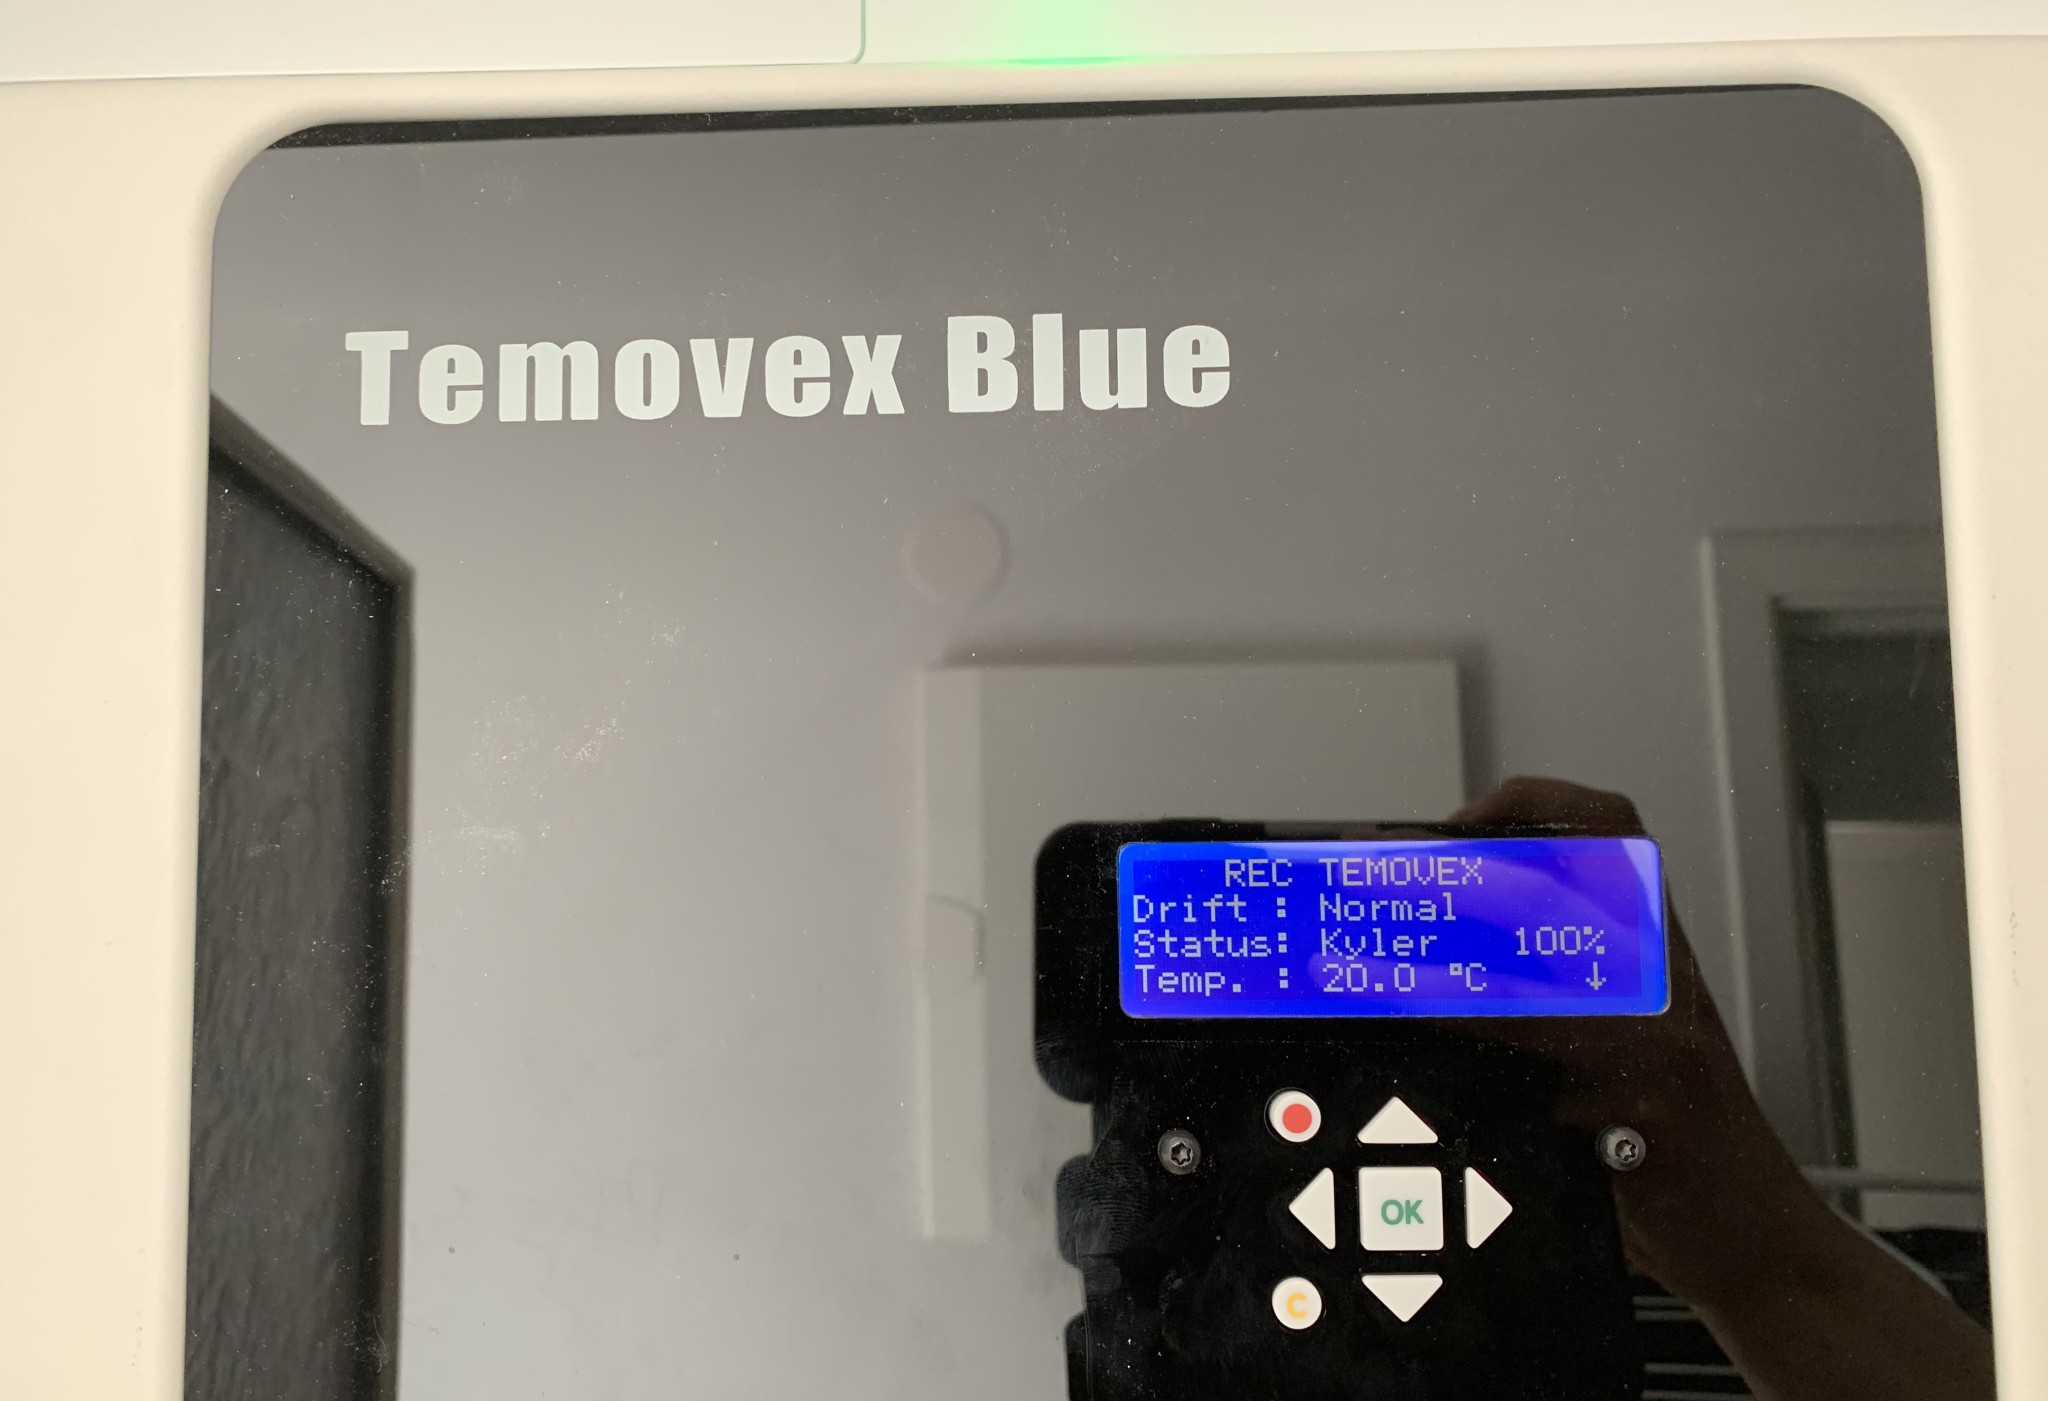 Temovex Blue
REC TEMOVEX
Drift : Normal
Status: Kyler 100%
Temp. : 20.0 °C ↓
OK
C